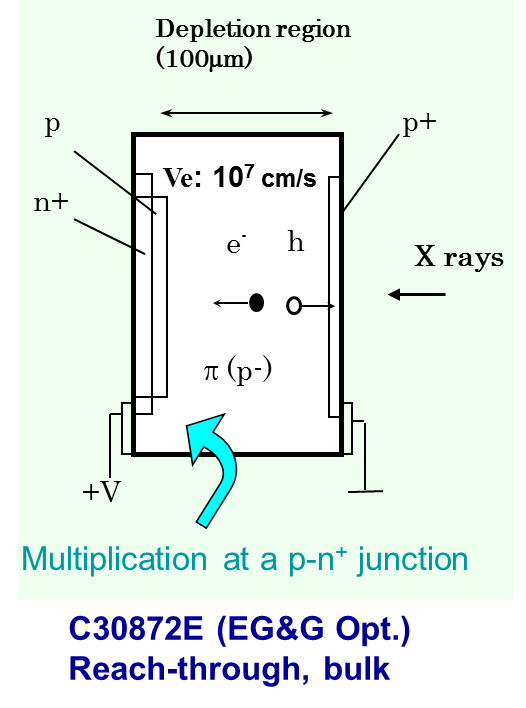 Depletion region
(100μm)
p
p+
Ve: 10⁷ cm/s
n+
e⁻ h
X rays
π (p-)
+V
Multiplication at a p-n⁺ junction
C30872E (EG&G Opt.)
Reach-through, bulk